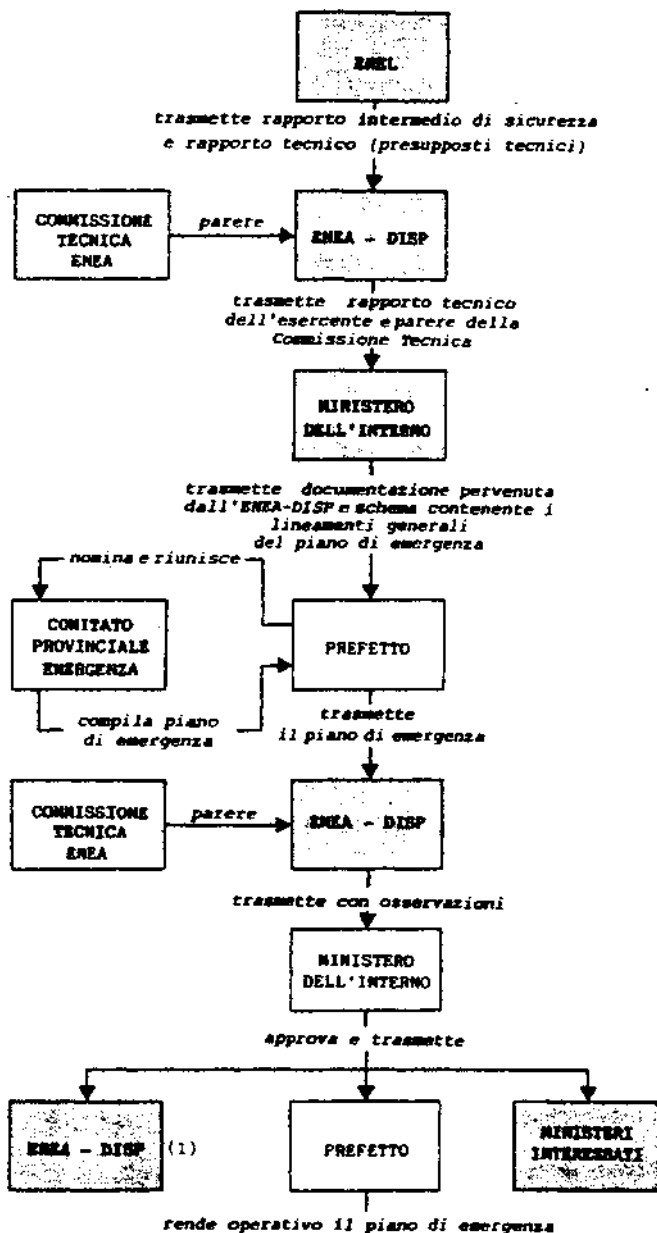 ENEL
trasmette rapporto intermedio di sicurezza
e rapporto tecnico (presupposti tecnici)
COMMISSIONE
TECNICA
ENEA
parere
ENEA - DISP
trasmette rapporto tecnico
dell'esercente e parere della
Commissione Tecnica
MINISTERO
DELL'INTERNO
trasmette documentazione pervenuta
dall'ENEA-DISP e schema contenente i
lineamenti generali
del piano di emergenza
nomina e riunisce
COMITATO
PROVINCIALE
EMERGENZA
PREFETTO
compila piano
di emergenza
trasmette
il piano di emergenza
COMMISSIONE
TECNICA
ENEA
parere
ENEA - DISP
trasmette con osservazioni
MINISTERO
DELL'INTERNO
approva e trasmette
ENEA - DISP (1)
PREFETTO
MINISTERI
INTERESSATI
rende operativo il piano di emergenza